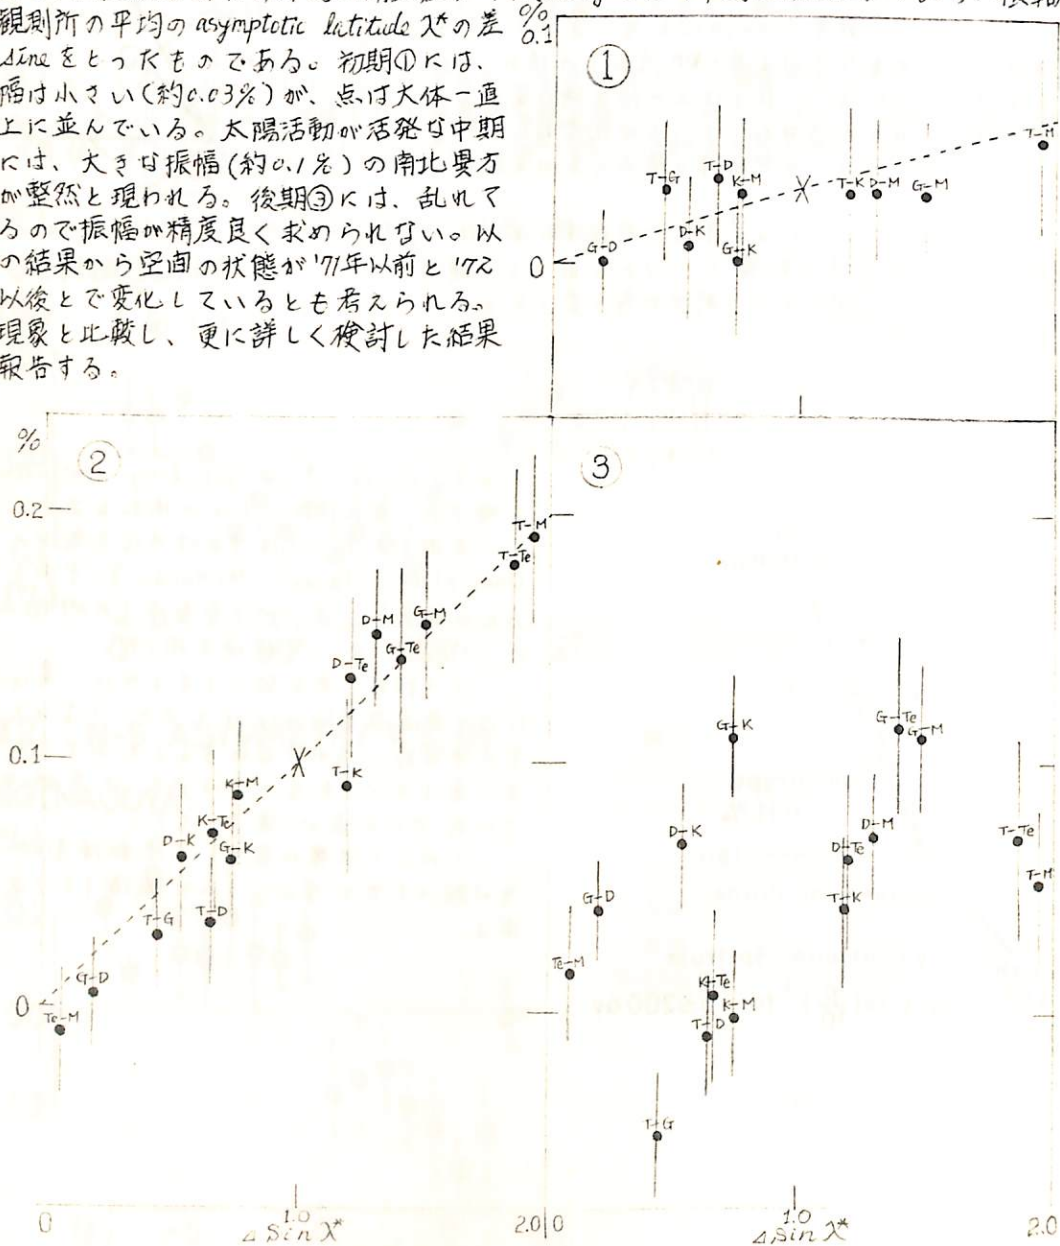 観測所の平均の asymptotic latitude λ* の差
sine をとったものである。初期①には、
幅は小さい(約0.03%)が、点は大体一直
上に並んでいる。太陽活動が活発な中期
には、大きな振幅(約0.1%)の南北異方
が整然と現われる。後期③には、乱れて
るので振幅が精度良く求められない。以
の結果から空間の状態が'71年以前と'72
以後とで変化しているとも考えられる。
現象と比較し、更に詳しく検討した結果
報告する。
%
0.1
①
T-M
T-G
T-D
K-M
T-K
D-M
G-M
D-K
G-D
G-K
0
%
②
0.2
T-M
T-Te
D-M
G-M
G-Te
D-Te
0.1
T-K
K-M
K-Te
D-K
G-K
T-G
T-D
G-D
0
Te-M
0
1.0
2.0
Δ sin λ*
③
G-K
G-Te
G-M
D-K
D-M
T-Te
D-Te
T-M
G-D
T-K
Te-M
K-Te
K-M
T-D
T-G
0
1.0
2.0
Δ sin λ*